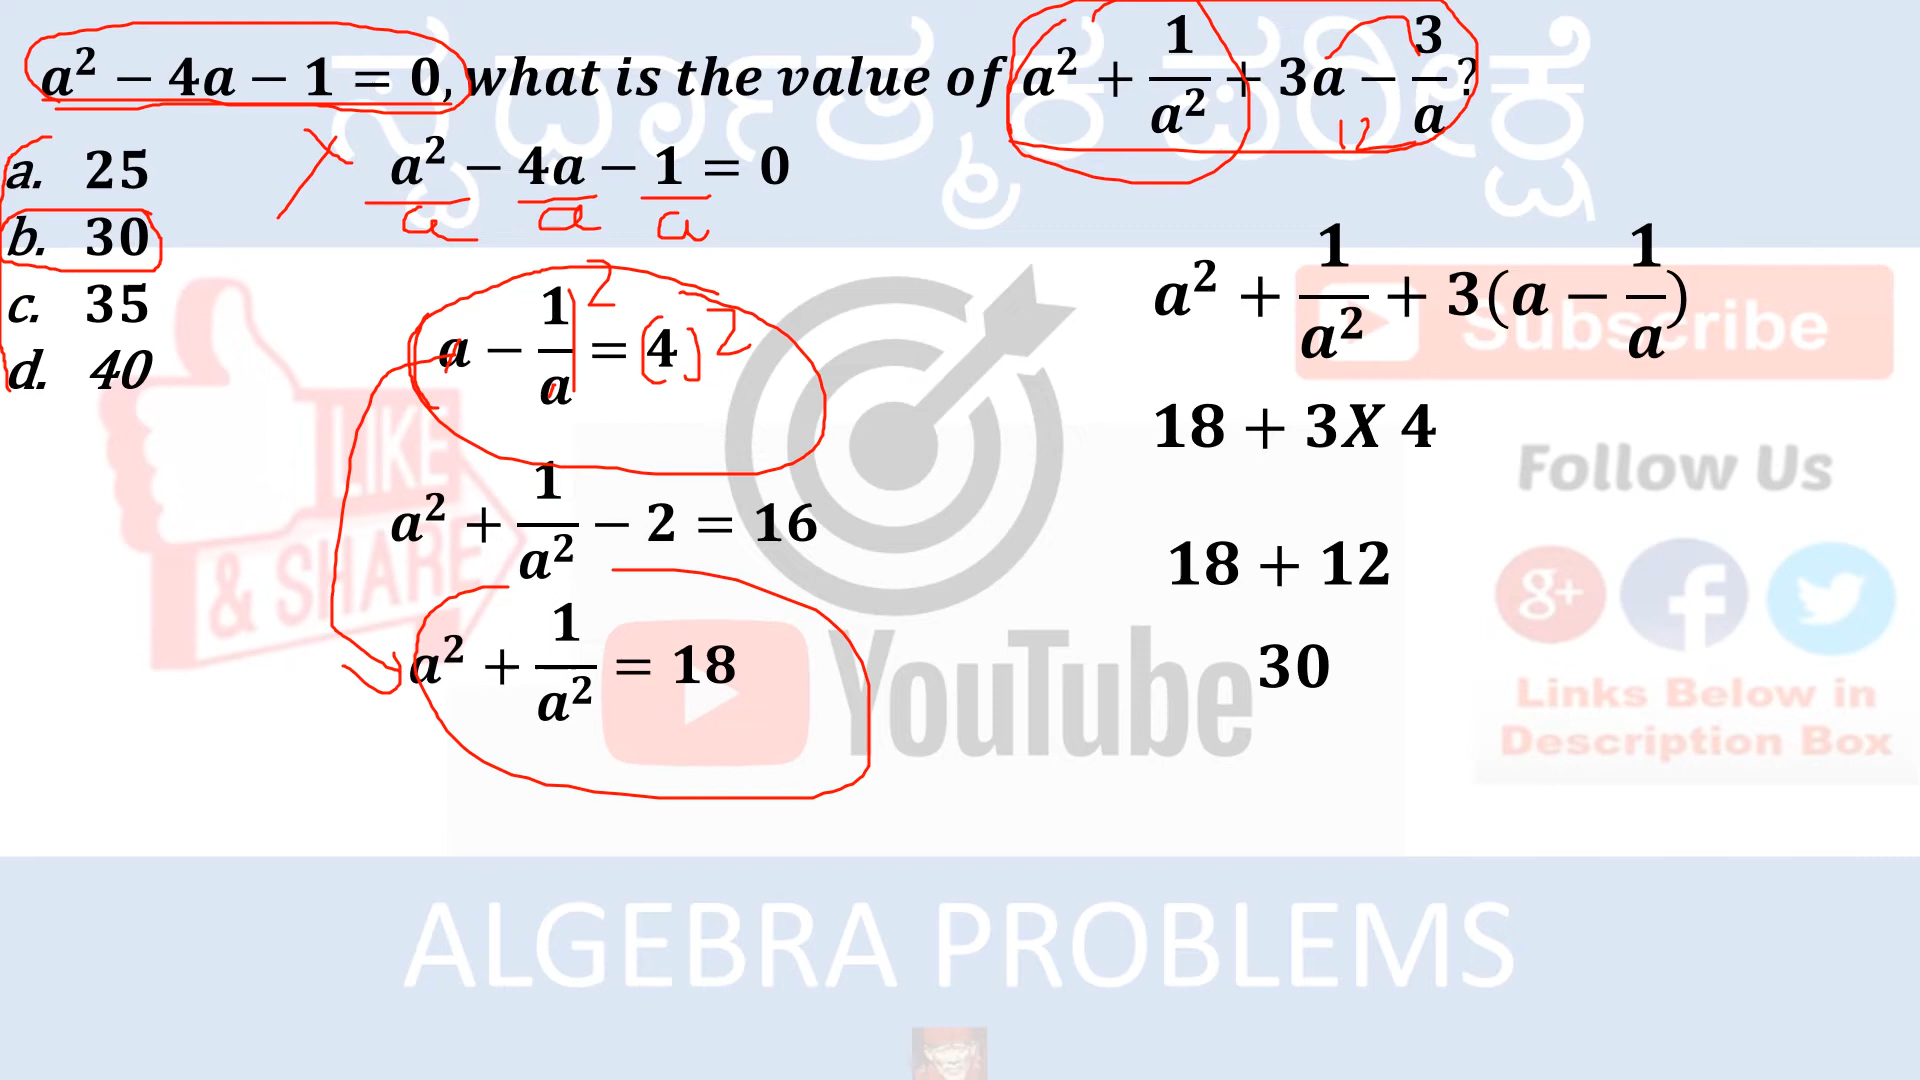 a² − 4a − 1 = 0, what is the value of a² + 1/a² + 3a − 3/a?
12
a. 25
b. 30
c. 35
d. 40
a² − 4a − 1 = 0
a a a
(a − 1/a)² = (4)²
a² + 1/a² − 2 = 16
a² + 1/a² = 18
a² + 1/a² + 3(a − 1/a)
18 + 3X 4
18 + 12
30
LIKE
& SHARE
YouTube
Subscribe
Follow Us
g+ f
Links Below in
Description Box
ALGEBRA PROBLEMS